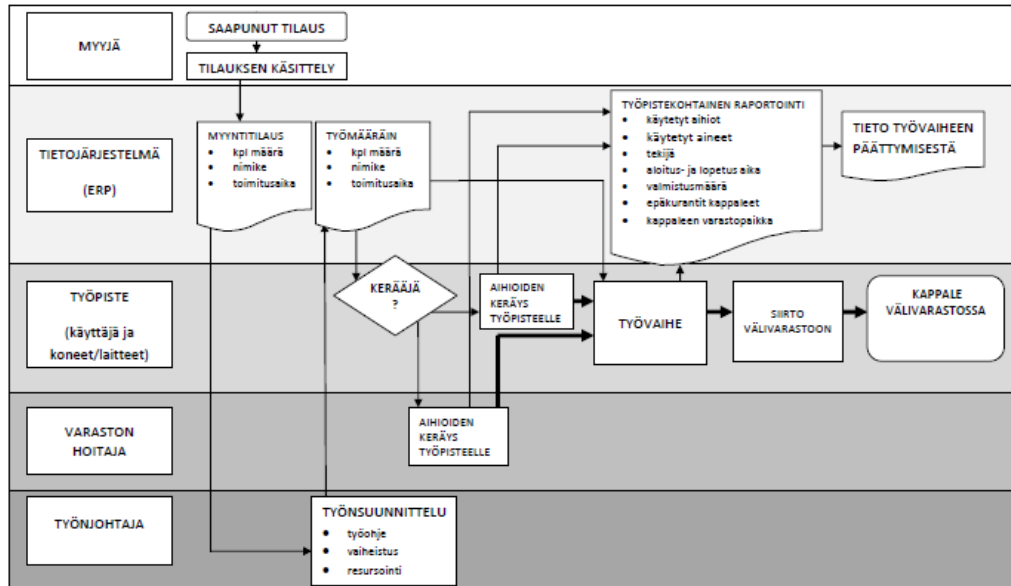 MYYJÄ
SAAPUNUT TILAUS
TILAUKSEN KÄSITTELY
TIETOJÄRJESTELMÄ
(ERP)
MYYNTITILAUS
• kpl määrä
• nimike
• toimitusaika
TYÖMÄÄRÄIN
• kpl määrä
• nimike
• toimitusaika
TYÖPISTEKOHTAINEN RAPORTOINTI
• käytetyt aihiot
• käytetyt aineet
• tekijä
• aloitus- ja lopetus aika
• valmistusmäärä
• epäkurantit kappaleet
• kappaleen varastopaikka
TIETO TYÖVAIHEEN
PÄÄTTYMISESTÄ
TYÖPISTE
(käyttäjä ja
koneet/laitteet)
KERÄÄJÄ
?
AIHIOIDEN
KERÄYS
TYÖPISTEELLE
TYÖVAIHE
SIIRTO
VÄLIVARASTOON
KAPPALE
VÄLIVARASTOSSA
VARASTON
HOITAJA
AIHIOIDEN
KERÄYS
TYÖPISTEELLE
TYÖNJOHTAJA
TYÖNSUUNNITTELU
• työohje
• vaiheistus
• resursointi